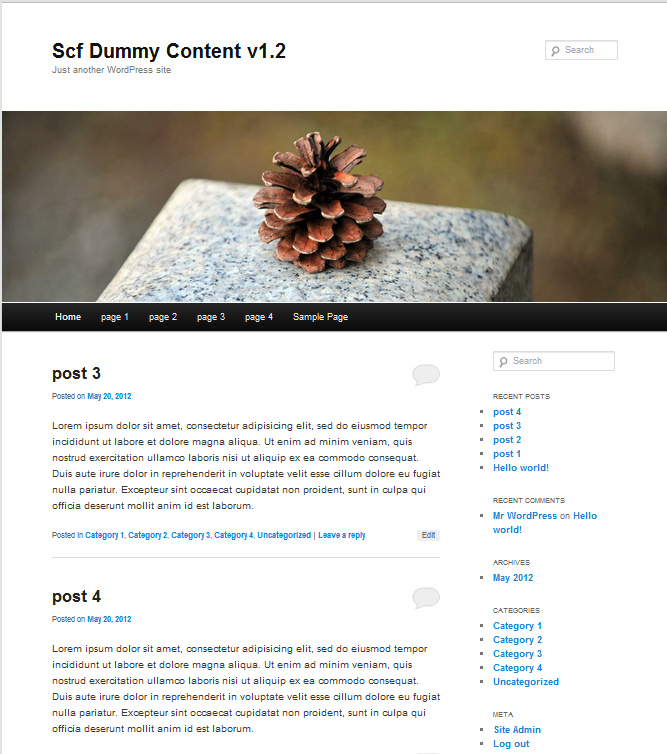 Scf Dummy Content v1.2
Just another WordPress site
Search
Home page 1 page 2 page 3 page 4 Sample Page
post 3
Posted on May 20, 2012
Lorem ipsum dolor sit amet, consectetur adipisicing elit, sed do eiusmod tempor
incididunt ut labore et dolore magna aliqua. Ut enim ad minim veniam, quis
nostrud exercitation ullamco laboris nisi ut aliquip ex ea commodo consequat.
Duis aute irure dolor in reprehenderit in voluptate velit esse cillum dolore eu fugiat
nulla pariatur. Excepteur sint occaecat cupidatat non proident, sunt in culpa qui
officia deserunt mollit anim id est laborum.
Posted in Category 1, Category 2, Category 3, Category 4, Uncategorized | Leave a reply
Edit
post 4
Posted on May 20, 2012
Lorem ipsum dolor sit amet, consectetur adipisicing elit, sed do eiusmod tempor
incididunt ut labore et dolore magna aliqua. Ut enim ad minim veniam, quis
nostrud exercitation ullamco laboris nisi ut aliquip ex ea commodo consequat.
Duis aute irure dolor in reprehenderit in voluptate velit esse cillum dolore eu fugiat
nulla pariatur. Excepteur sint occaecat cupidatat non proident, sunt in culpa qui
officia deserunt mollit anim id est laborum.
Search
RECENT POSTS
post 4
post 3
post 2
post 1
Hello world!
RECENT COMMENTS
Mr WordPress on Hello
world!
ARCHIVES
May 2012
CATEGORIES
Category 1
Category 2
Category 3
Category 4
Uncategorized
META
Site Admin
Log out